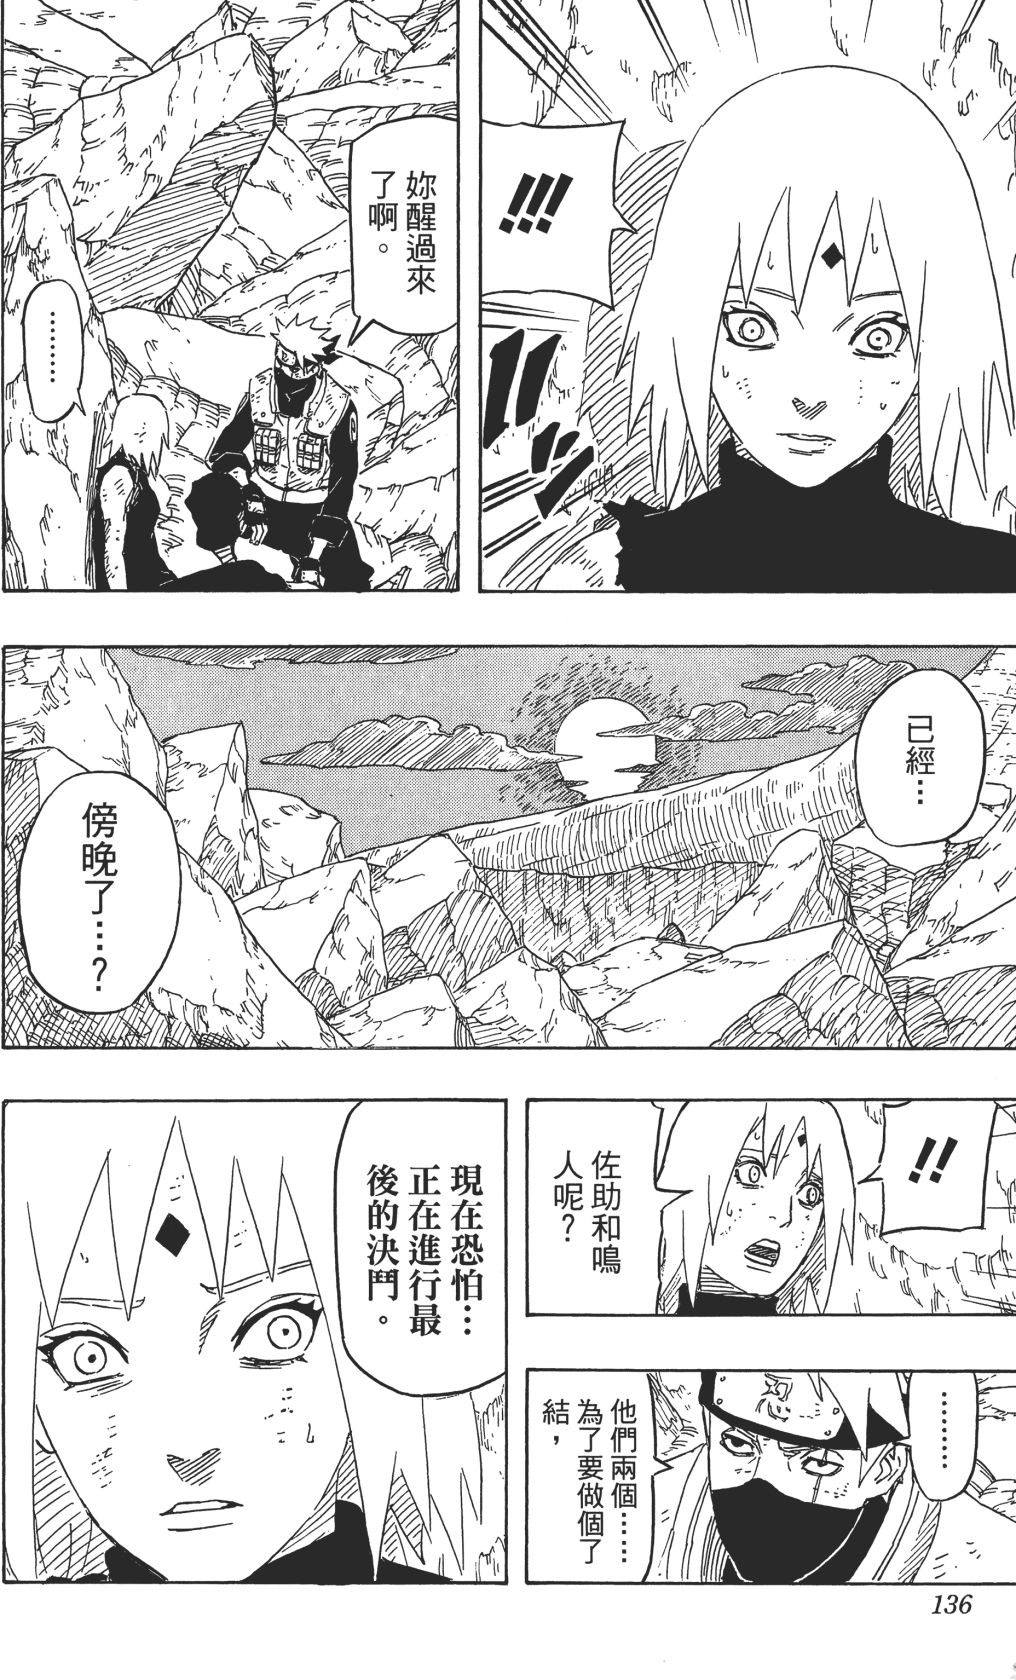 !!!
妳醒過來
了啊。
………
已經…
傍晚了…?
!!
佐助和鳴
人呢?
………
他們兩個……
為了要做個了
結,
現在恐怕…
正在進行最
後的決鬥。
136